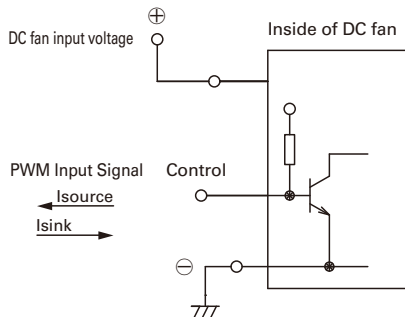 ⊕
Inside of DC fan
DC fan input voltage
PWM Input Signal
Control
Isource
Isink
⊖